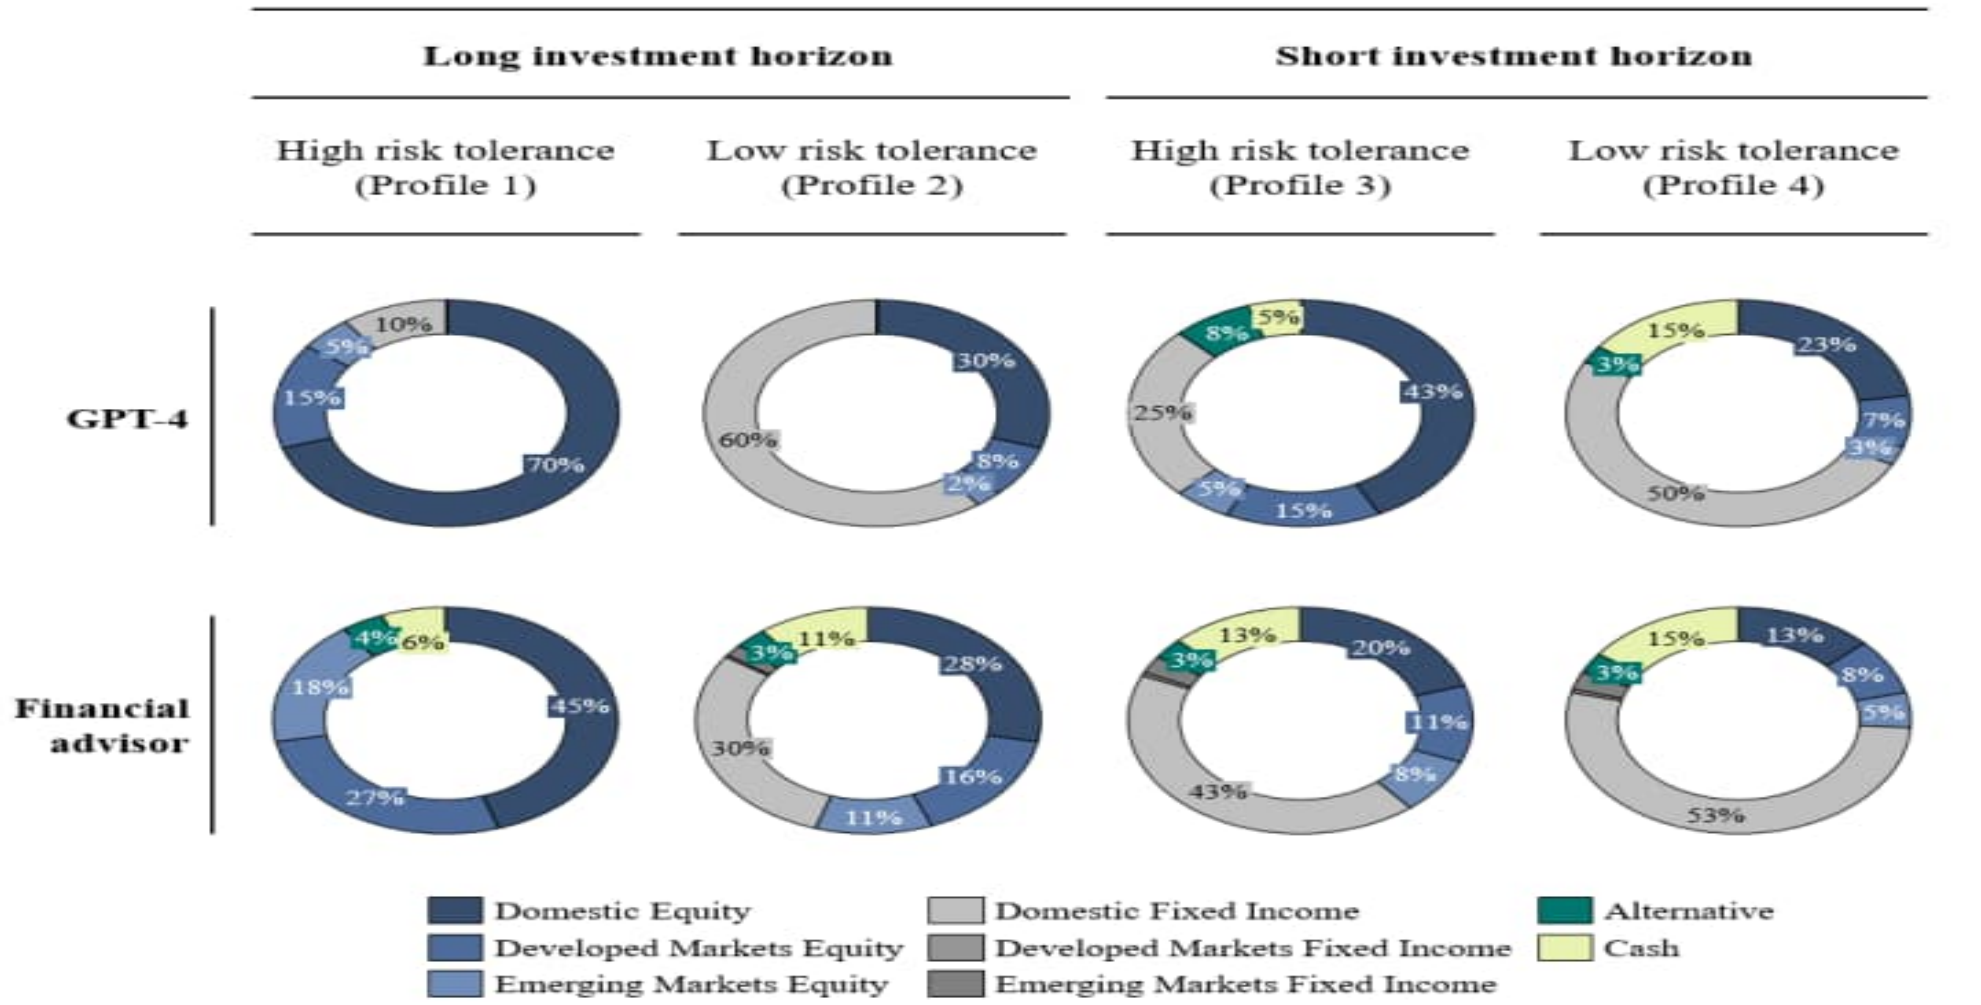 Long investment horizon
Short investment horizon
High risk tolerance
(Profile 1)
Low risk tolerance
(Profile 2)
High risk tolerance
(Profile 3)
Low risk tolerance
(Profile 4)
GPT-4
10%
5%
15%
70%
30%
8%
2%
60%
5%
8%
43%
25%
5%
15%
15%
23%
3%
7%
3%
50%
Financial
advisor
4%
6%
18%
45%
27%
11%
3%
28%
30%
16%
11%
13%
3%
20%
11%
8%
43%
15%
13%
3%
8%
5%
53%
Domestic Equity
Developed Markets Equity
Emerging Markets Equity
Domestic Fixed Income
Developed Markets Fixed Income
Emerging Markets Fixed Income
Alternative
Cash